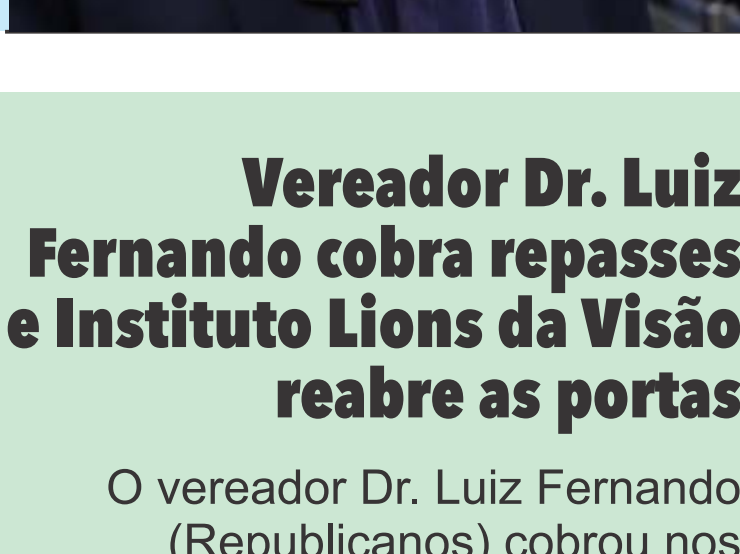 Vereador Dr. Luiz
Fernando cobra repasses
e Instituto Lions da Visão
reabre as portas
O vereador Dr. Luiz Fernando
(Republicanos) cobrou nos